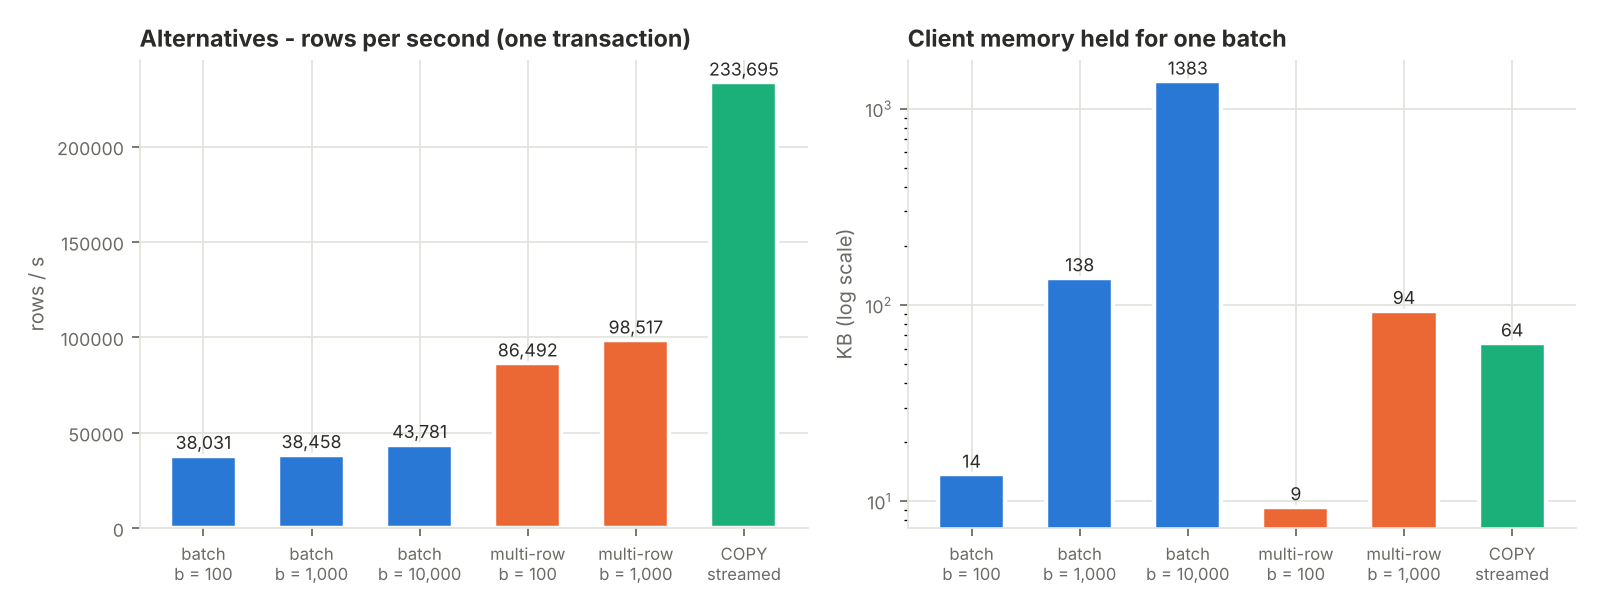 Alternatives - rows per second (one transaction)
rows / s
200000
150000
100000
50000
0
38,031
38,458
43,781
86,492
98,517
233,695
batch
b = 100
batch
b = 1,000
batch
b = 10,000
multi-row
b = 100
multi-row
b = 1,000
COPY
streamed
Client memory held for one batch
KB (log scale)
10³
10²
10¹
14
138
1383
9
94
64
batch
b = 100
batch
b = 1,000
batch
b = 10,000
multi-row
b = 100
multi-row
b = 1,000
COPY
streamed